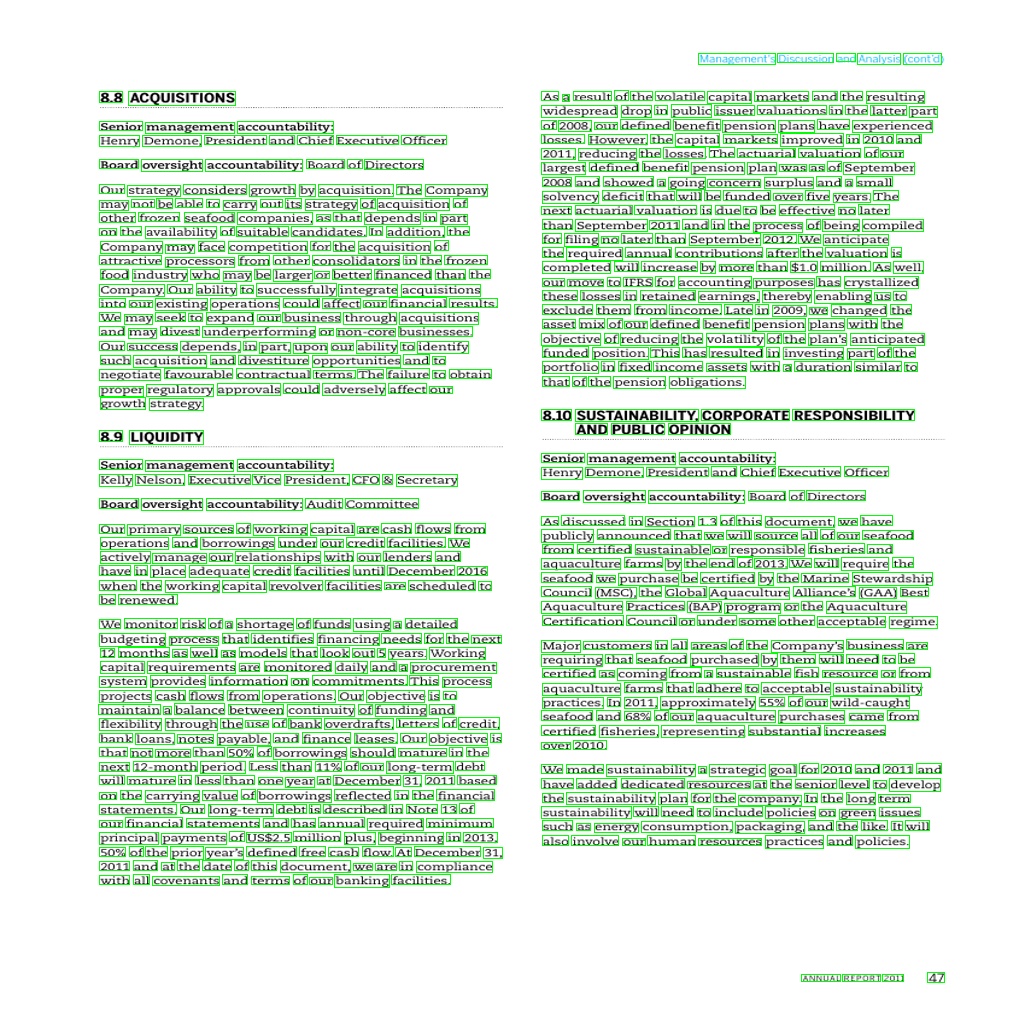 Management's Discussion and Analysis (cont'd)
8.8 ACQUISITIONS
Senior management accountability:
Henry Demone, President and Chief Executive Officer
Board oversight accountability: Board of Directors
Our strategy considers growth by acquisition. The Company
may not be able to carry out its strategy of acquisition of
other frozen seafood companies, as that depends in part
on the availability of suitable candidates. In addition, the
Company may face competition for the acquisition of
attractive processors from other consolidators in the frozen
food industry who may be larger or better financed than the
Company. Our ability to successfully integrate acquisitions
into our existing operations could affect our financial results.
We may seek to expand our business through acquisitions
and may divest underperforming or non-core businesses.
Our success depends, in part, upon our ability to identify
such acquisition and divestiture opportunities and to
negotiate favourable contractual terms. The failure to obtain
proper regulatory approvals could adversely affect our
growth strategy.
8.9 LIQUIDITY
Senior management accountability:
Kelly Nelson, Executive Vice President, CFO & Secretary
Board oversight accountability: Audit Committee
Our primary sources of working capital are cash flows from
operations and borrowings under our credit facilities. We
actively manage our relationships with our lenders and
have in place adequate credit facilities until December 2016
when the working capital revolver facilities are scheduled to
be renewed.
We monitor risk of a shortage of funds using a detailed
budgeting process that identifies financing needs for the next
12 months as well as models that look out 5 years. Working
capital requirements are monitored daily and a procurement
system provides information on commitments. This process
projects cash flows from operations. Our objective is to
maintain a balance between continuity of funding and
flexibility through the use of bank overdrafts, letters of credit,
bank loans, notes payable, and finance leases. Our objective is
that not more than 50% of borrowings should mature in the
next 12-month period. Less than 11% of our long-term debt
will mature in less than one year at December 31, 2011 based
on the carrying value of borrowings reflected in the financial
statements. Our long-term debt is described in Note 13 of
our financial statements and has annual required minimum
principal payments of US$2.5 million plus, beginning in 2013,
50% of the prior year's defined free cash flow. At December 31,
2011 and at the date of this document, we are in compliance
with all covenants and terms of our banking facilities.
As a result of the volatile capital markets and the resulting
widespread drop in public issuer valuations in the latter part
of 2008, our defined benefit pension plans have experienced
losses. However, the capital markets improved in 2010 and
2011, reducing the losses. The actuarial valuation of our
largest defined benefit pension plan was as of September
2008 and showed a going concern surplus and a small
solvency deficit that will be funded over five years. The
next actuarial valuation is due to be effective no later
than September 2011 and in the process of being compiled
for filing no later than September 2012. We anticipate
the required annual contributions after the valuation is
completed will increase by more than $1.0 million. As well,
our move to IFRS for accounting purposes has crystallized
these losses in retained earnings, thereby enabling us to
exclude them from income. Late in 2009, we changed the
asset mix of our defined benefit pension plans with the
objective of reducing the volatility of the plan's anticipated
funded position. This has resulted in investing part of the
portfolio in fixed income assets with a duration similar to
that of the pension obligations.
8.10 SUSTAINABILITY, CORPORATE RESPONSIBILITY
AND PUBLIC OPINION
Senior management accountability:
Henry Demone, President and Chief Executive Officer
Board oversight accountability: Board of Directors
As discussed in Section 1.3 of this document, we have
publicly announced that we will source all of our seafood
from certified sustainable or responsible fisheries and
aquaculture farms by the end of 2013. We will require the
seafood we purchase be certified by the Marine Stewardship
Council (MSC), the Global Aquaculture Alliance's (GAA) Best
Aquaculture Practices (BAP) program or the Aquaculture
Certification Council or under some other acceptable regime.
Major customers in all areas of the Company's business are
requiring that seafood purchased by them will need to be
certified as coming from a sustainable fish resource or from
aquaculture farms that adhere to acceptable sustainability
practices. In 2011, approximately 55% of our wild-caught
seafood and 68% of our aquaculture purchases came from
certified fisheries, representing substantial increases
over 2010.
We made sustainability a strategic goal for 2010 and 2011 and
have added dedicated resources at the senior level to develop
the sustainability plan for the company. In the long term
sustainability will need to include policies on green issues
such as energy consumption, packaging, and the like. It will
also involve our human resources practices and policies.
ANNUAL REPORT 2011 47